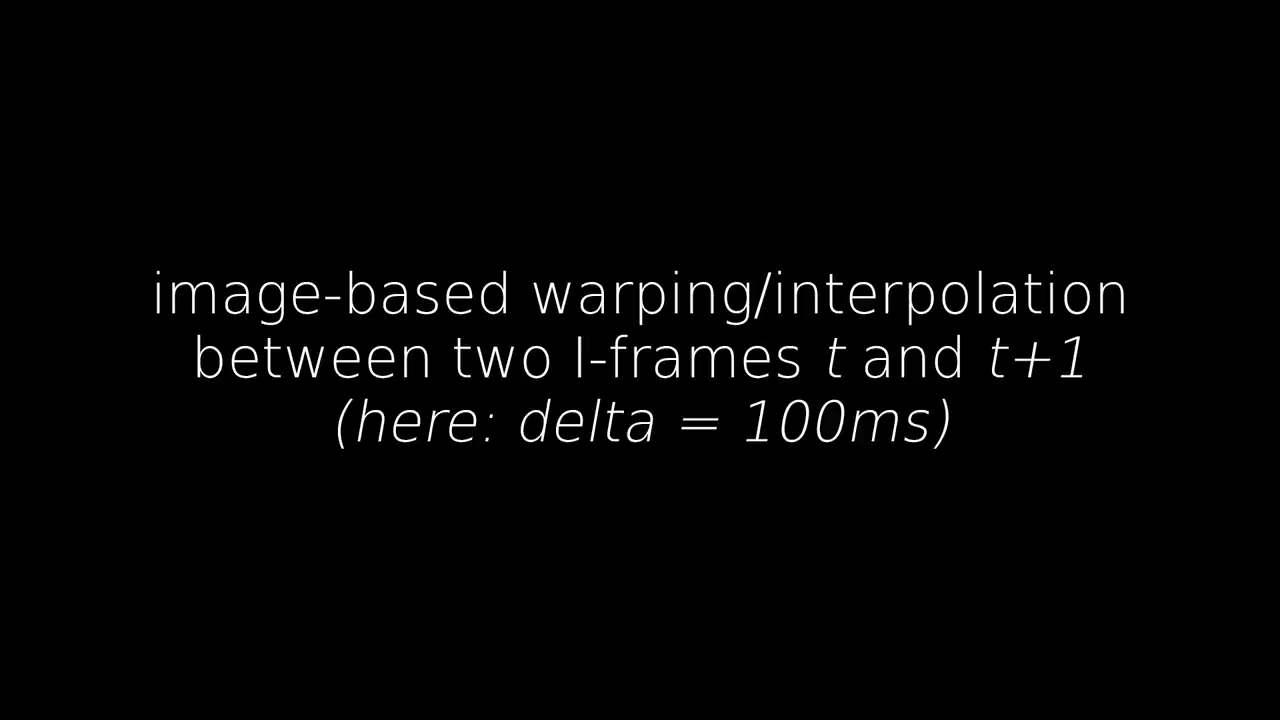 image-based warping/interpolation
between two I-frames t and t+1
(here: delta = 100ms)